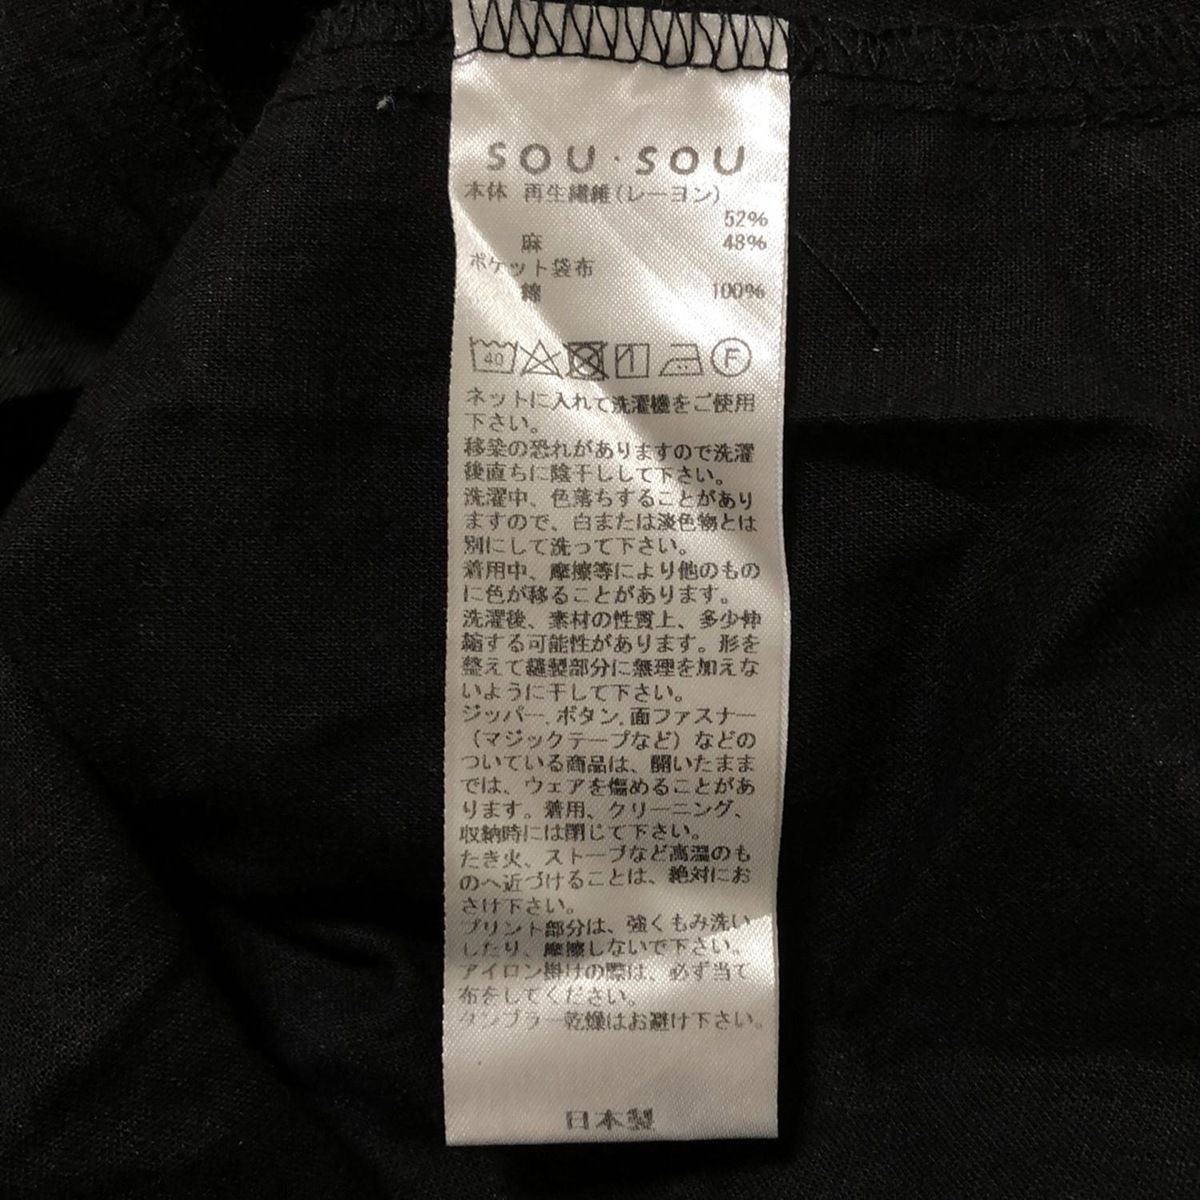 SOU・SOU
本体 再生繊維(レーヨン)
52%
麻 48%
ポケット袋布
綿 100%
40 F
ネットに入れて洗濯機をご使用
下さい。
移染の恐れがありますので洗濯
後直ちに陰干しして下さい。
洗濯中、色落ちすることがあり
ますので、白または淡色物とは
別にして洗って下さい。
着用中、摩擦等により他のもの
に色が移ることがあります。
洗濯後、素材の性質上、多少伸
縮する可能性があります。形を
整えて縫製部分に無理を加えな
いように干して下さい。
ジッパー.ボタン.面ファスナー
(マジックテープなど)などの
ついている商品は、開いたまま
では、ウェアを傷めることがあ
ります。着用、クリーニング、
収納時には閉じて下さい。
たき火、ストーブなど高温のも
のへ近づけることは、絶対にお
さけ下さい。
プリント部分は、強くもみ洗い
したり、摩擦しないで下さい。
アイロン掛けの際は、必ず当て
布をしてください。
タンブラー乾燥はお避け下さい。
日本製